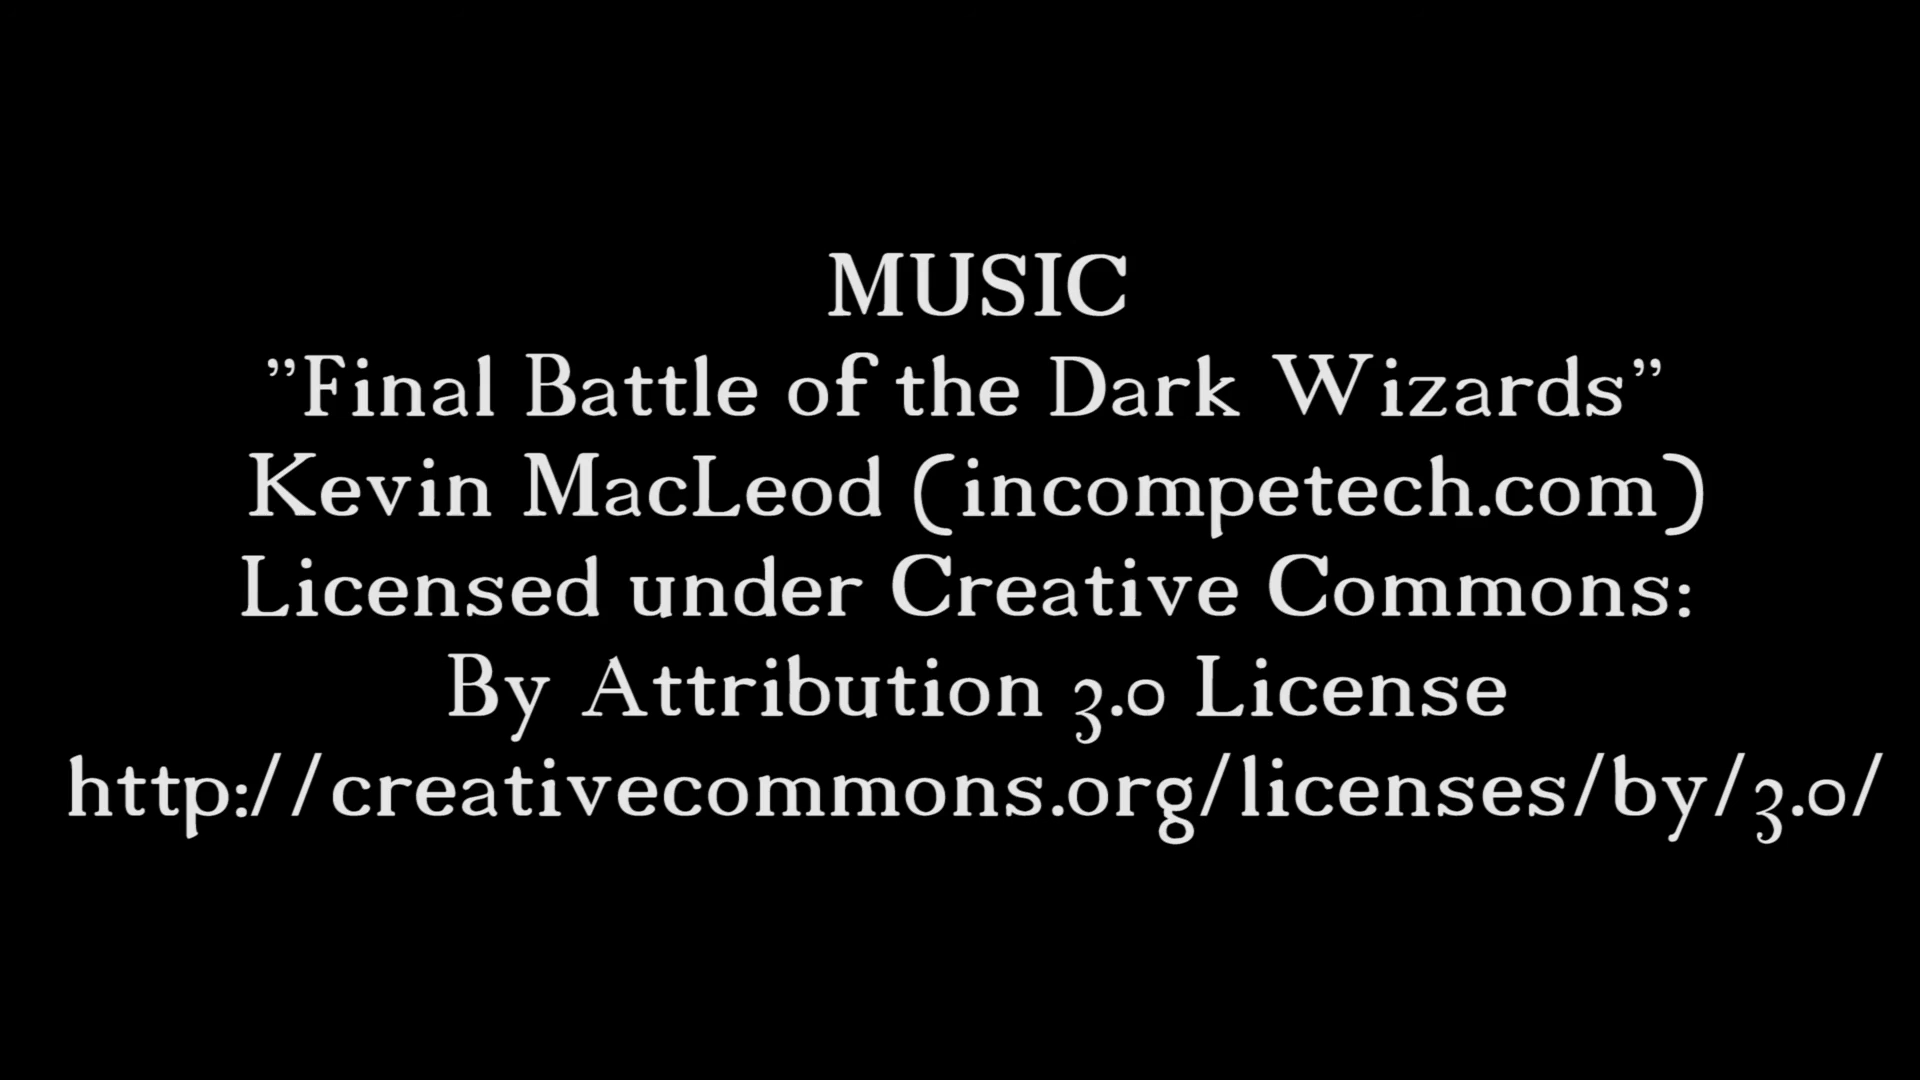 MUSIC
”Final Battle of the Dark Wizards”
Kevin MacLeod (incompetech.com)
Licensed under Creative Commons:
By Attribution 3.0 License
http://creativecommons.org/licenses/by/3.0/